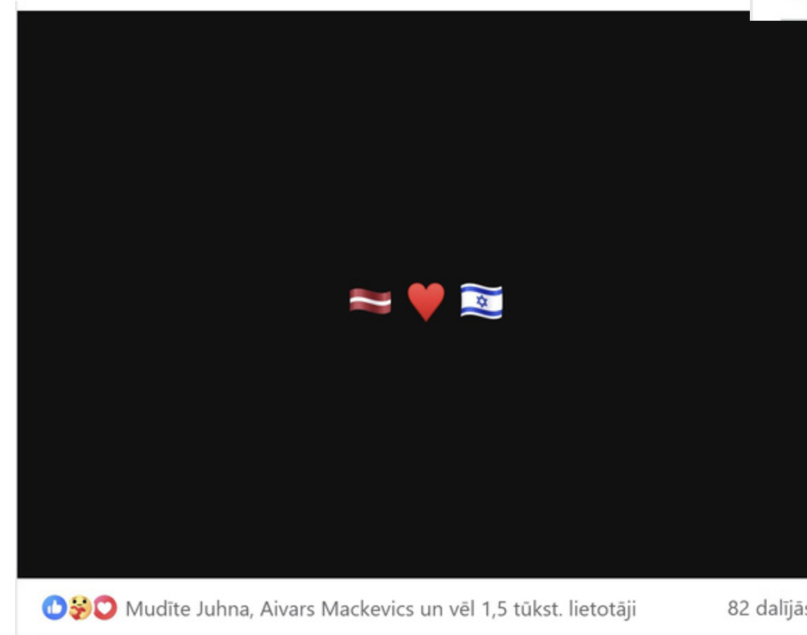 🇱🇻 ❤️ 🇮🇱
Mudīte Juhna, Aivars Mackevics un vēl 1,5 tūkst. lietotāji
82 dalījās